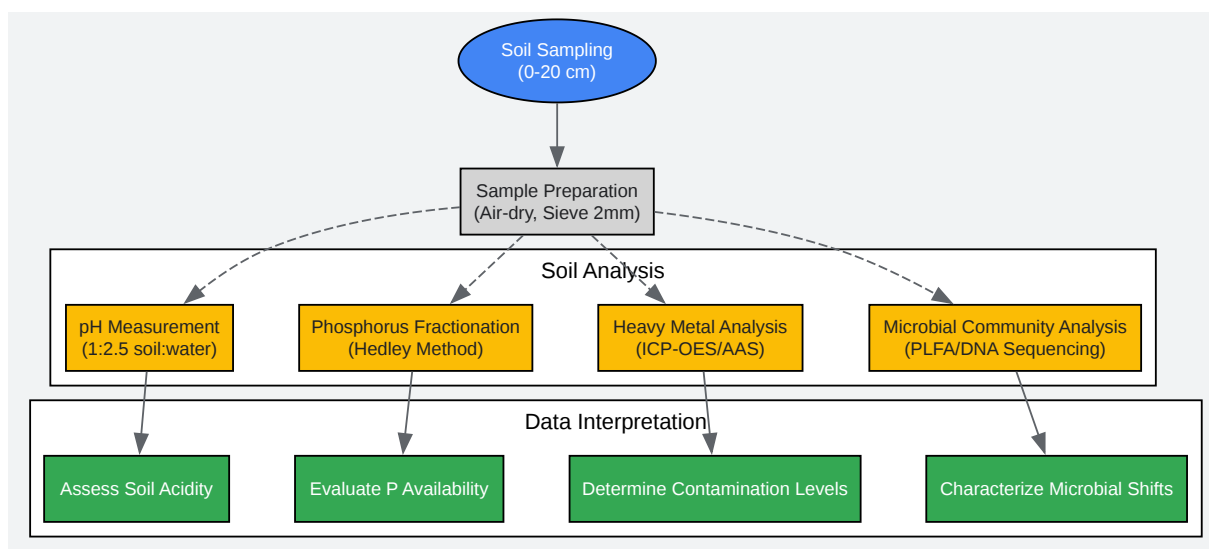 Soil Sampling
(0-20 cm)
Sample Preparation
(Air-dry, Sieve 2mm)
Soil Analysis
pH Measurement
(1:2.5 soil:water)
Phosphorus Fractionation
(Hedley Method)
Heavy Metal Analysis
(ICP-OES/AAS)
Microbial Community Analysis
(PLFA/DNA Sequencing)
Data Interpretation
Assess Soil Acidity
Evaluate P Availability
Determine Contamination Levels
Characterize Microbial Shifts